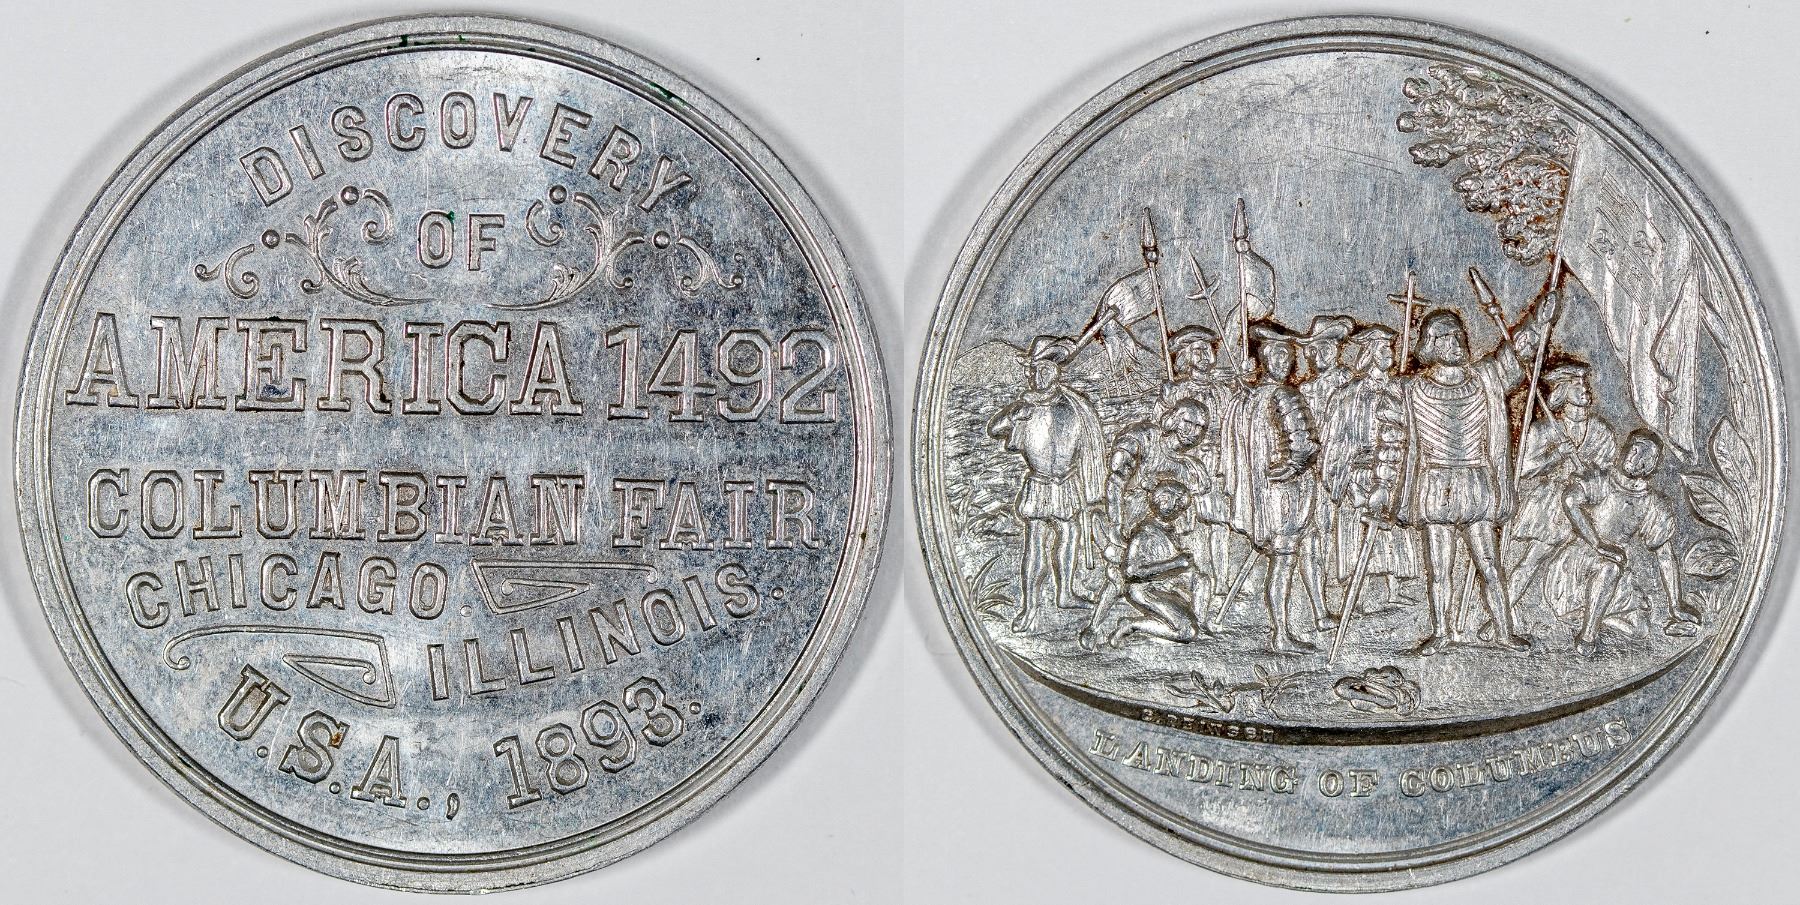 DISCOVERY
OF
AMERICA 1492
COLUMBIAN FAIR
CHICAGO.
ILLINOIS.
U.S.A., 1893.
LANDING OF COLUMBUS